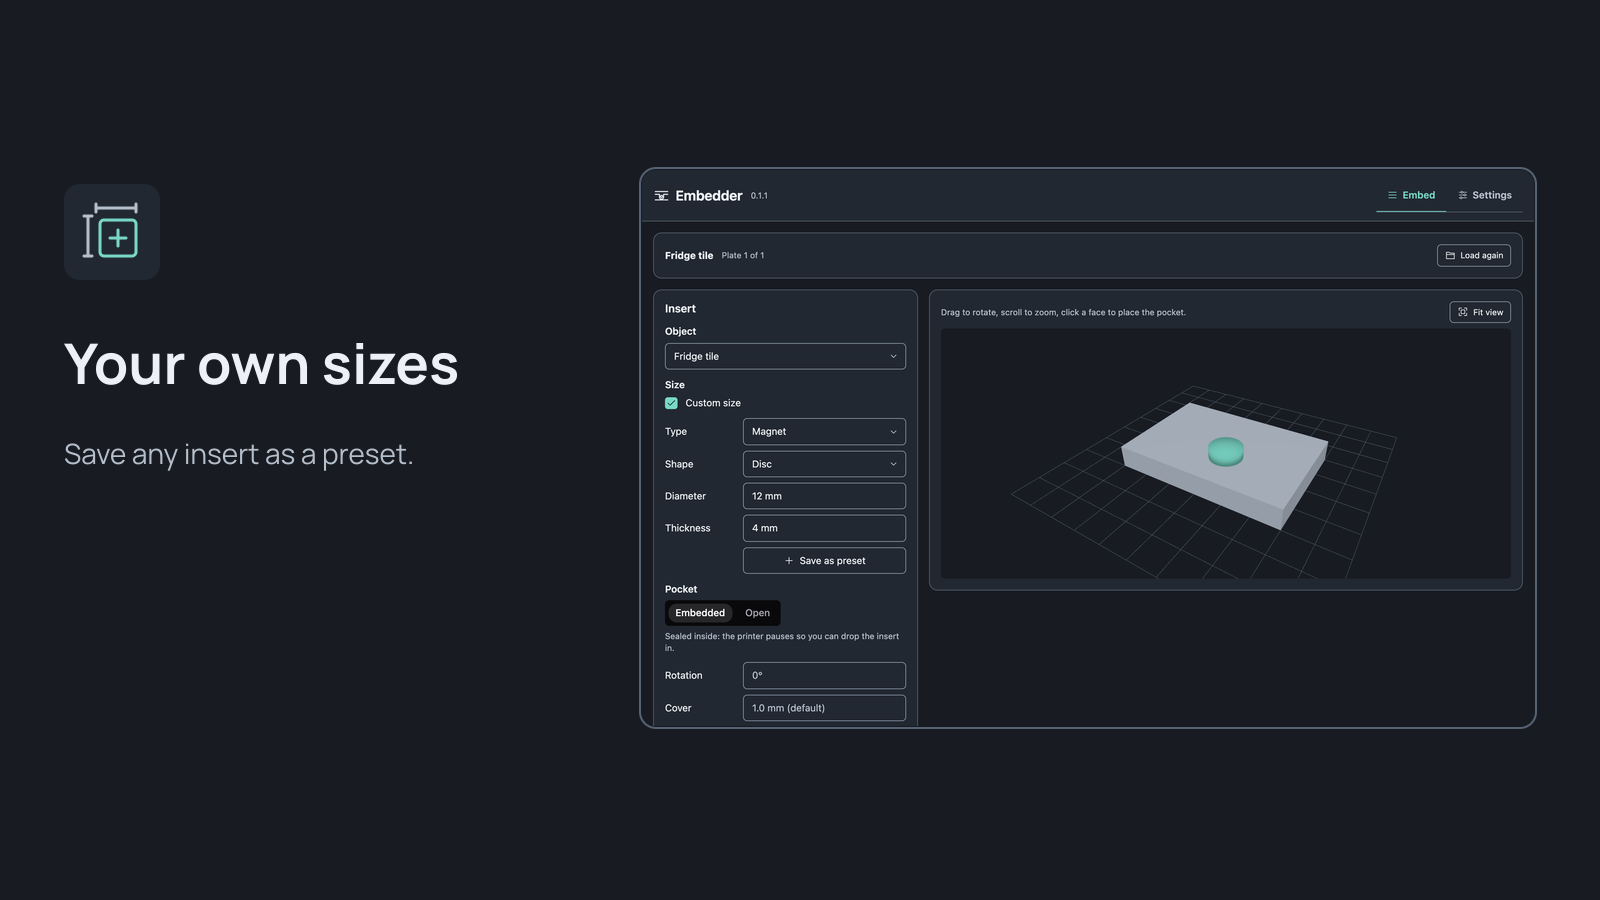 Your own sizes
Save any insert as a preset.
Embedder 0.1.1
Embed
Settings
Fridge tile Plate 1 of 1
Load again
Insert
Object
Fridge tile
Size
Custom size
Type Magnet
Shape Disc
Diameter 12 mm
Thickness 4 mm
+ Save as preset
Pocket
Embedded Open
Sealed inside: the printer pauses so you can drop the insert
in.
Rotation 0°
Cover 1.0 mm (default)
Drag to rotate, scroll to zoom, click a face to place the pocket.
Fit view